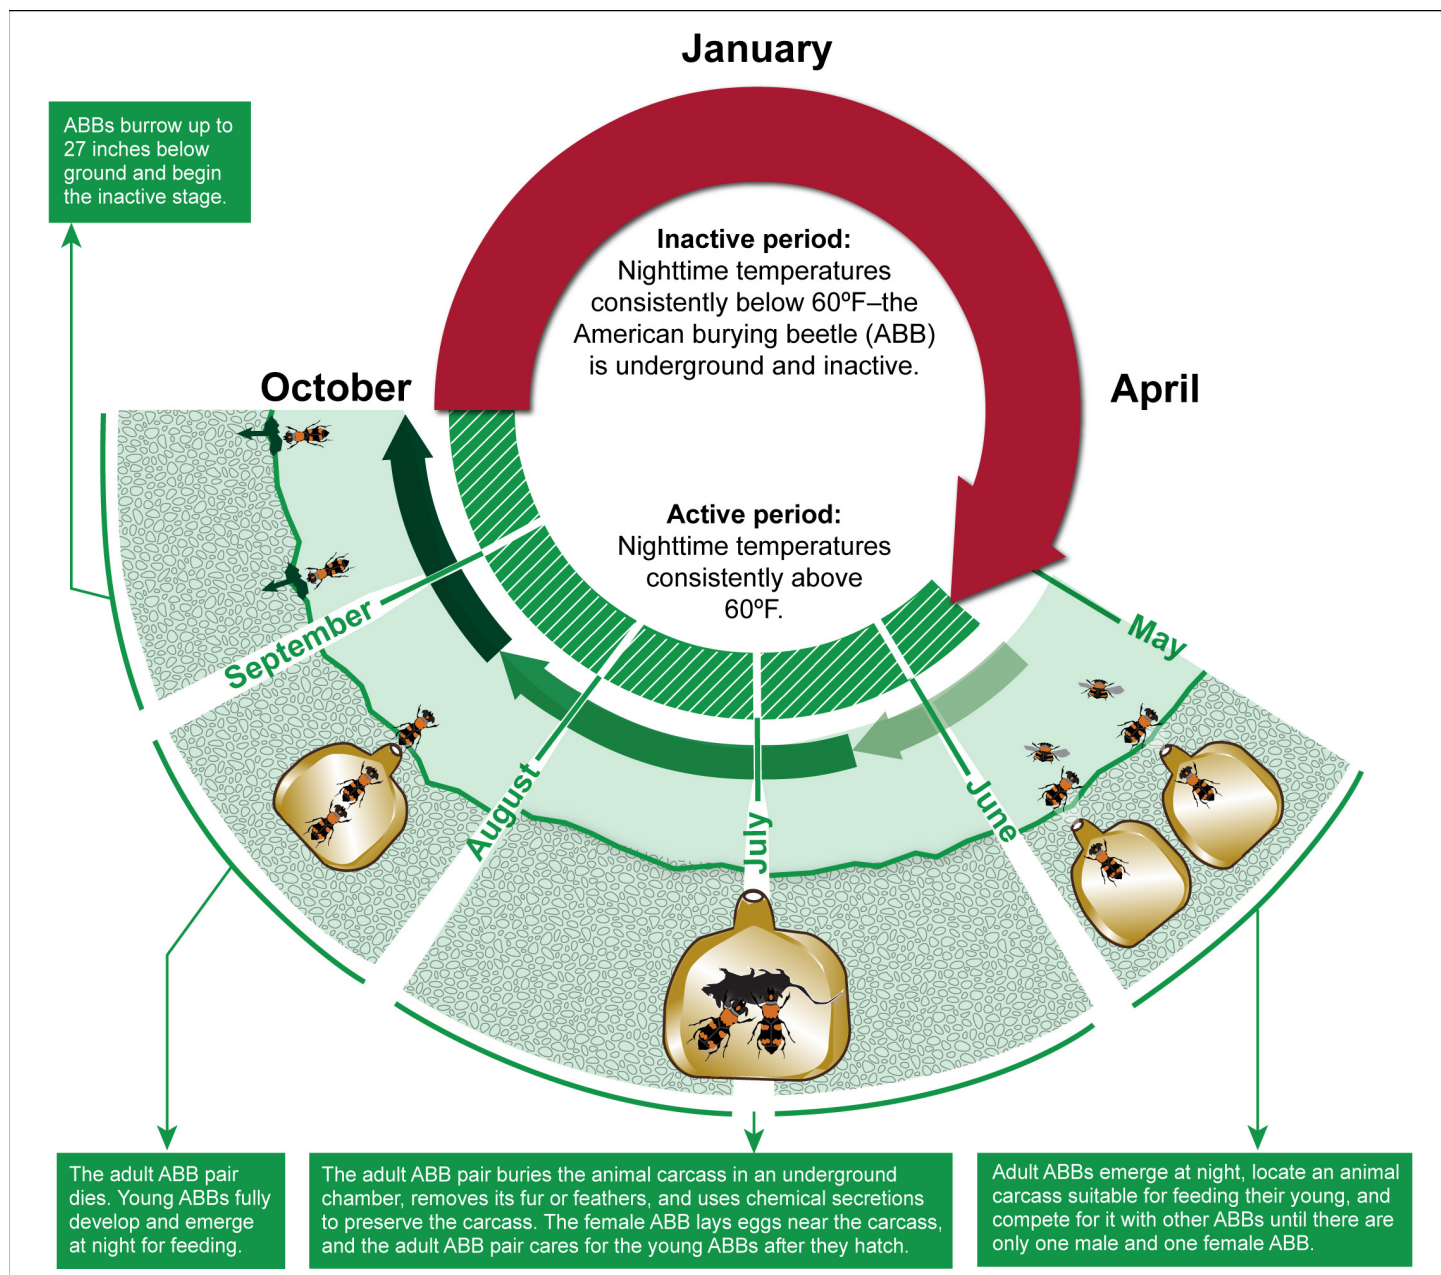 January
ABBs burrow up to
27 inches below
ground and begin
the inactive stage.
Inactive period:
Nighttime temperatures
consistently below 60ºF–the
American burying beetle (ABB)
is underground and inactive.
October
April
Active period:
Nighttime temperatures
consistently above
60ºF.
September
May
August
July
June
The adult ABB pair
dies. Young ABBs fully
develop and emerge
at night for feeding.
The adult ABB pair buries the animal carcass in an underground
chamber, removes its fur or feathers, and uses chemical secretions
to preserve the carcass. The female ABB lays eggs near the carcass,
and the adult ABB pair cares for the young ABBs after they hatch.
Adult ABBs emerge at night, locate an animal
carcass suitable for feeding their young, and
compete for it with other ABBs until there are
only one male and one female ABB.